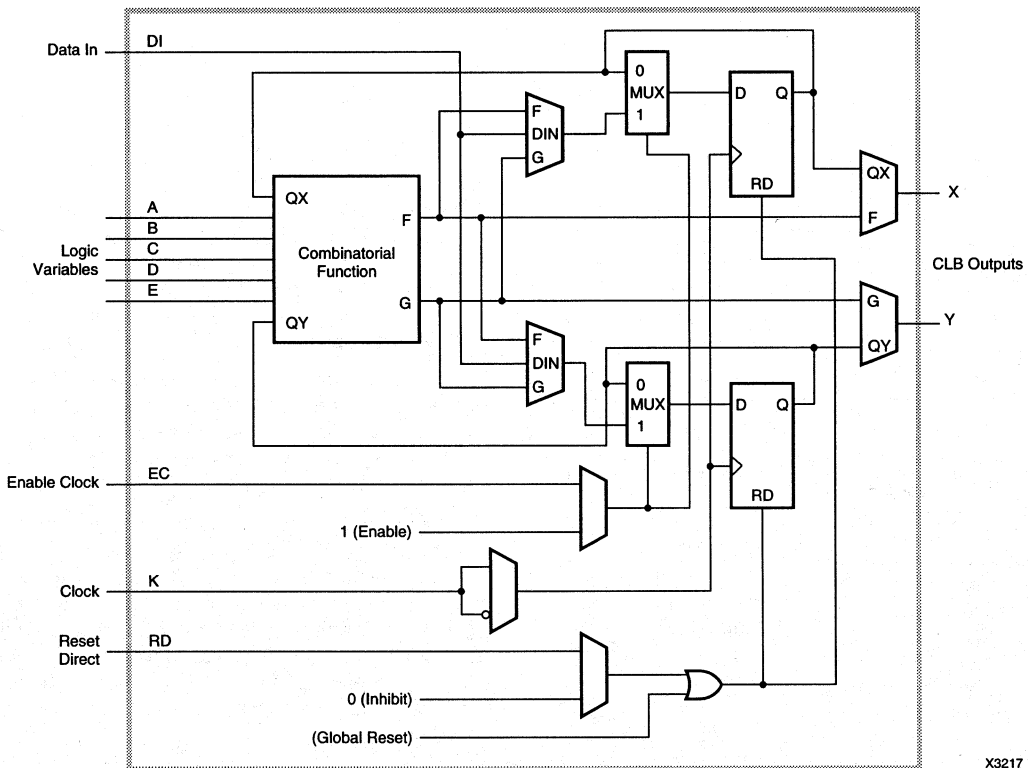 Data In
DI
0
MUX
1
D
Q
RD
F
DIN
G
QX
F
X
QX
A
B
C
D
E
Logic
Variables
Combinatorial
Function
F
G
QY
CLB Outputs
G
QY
Y
F
DIN
G
0
MUX
1
D
Q
RD
Enable Clock
EC
1 (Enable)
Clock
K
Reset
Direct
RD
0 (Inhibit)
(Global Reset)
X3217